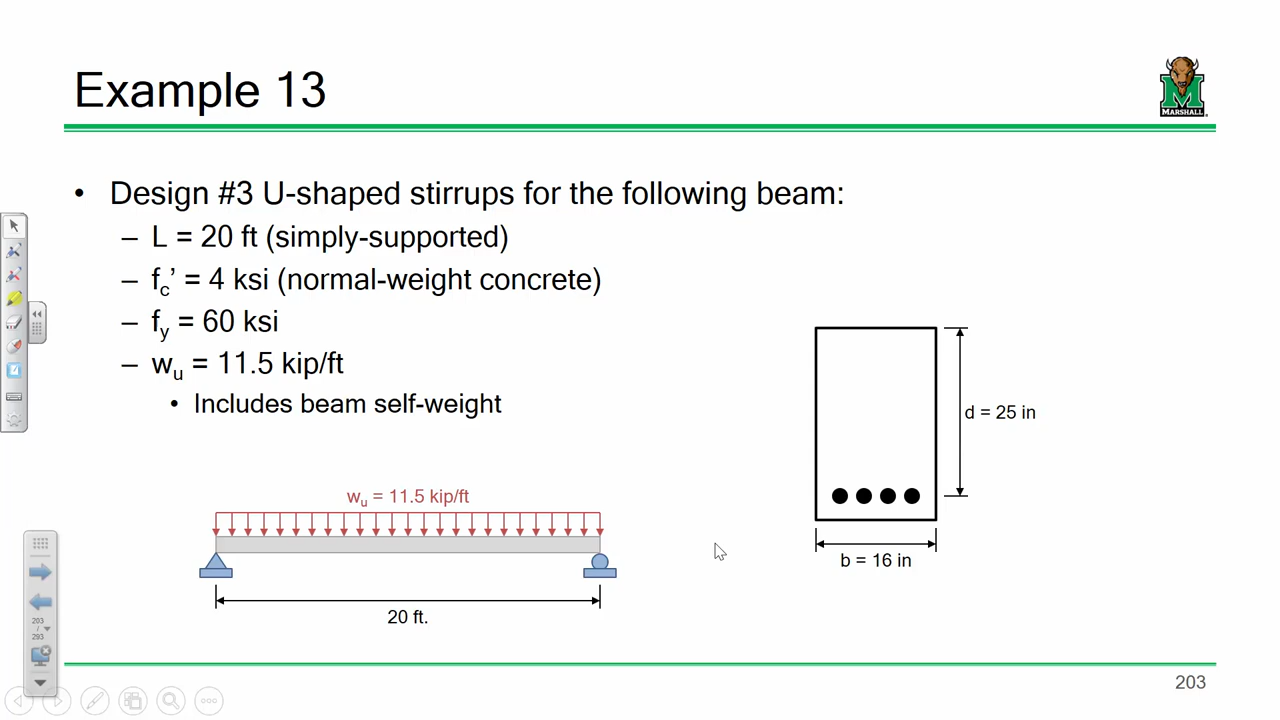 Example 13
MARSHALL
• Design #3 U-shaped stirrups for the following beam:
– L = 20 ft (simply-supported)
– fc’ = 4 ksi (normal-weight concrete)
– fy = 60 ksi
– wu = 11.5 kip/ft
• Includes beam self-weight
d = 25 in
wu = 11.5 kip/ft
b = 16 in
20 ft.
203
/
293
203